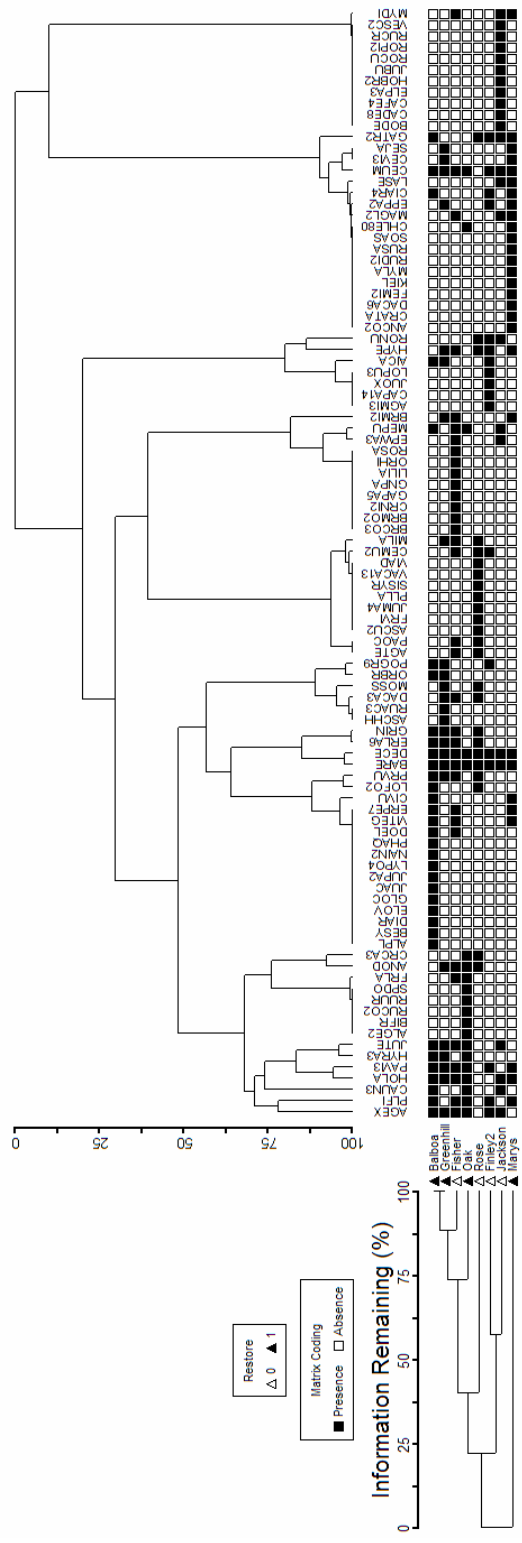 MYDI
VESC2
RUCR
ROPI2
ROCU
JUBU
HOBR2
ELPA3
CAFE4
CADE8
BODE
GATR2
SEJA
CEVI3
CEUM
LASE
CIAR4
EPPA2
MAGL2
CHLE80
SOAS
RUSA
RUDI2
MYLA
KIEL
FEMI2
DACA6
CRATA
ANCO2
RONU
HYPE
AICA
LOPU3
JUOX
CAPA14
AGMI3
BRMI2
MEPU
EPWA3
ROSA
ORHI
LILIA
GNPA
GAPA5
CRNI2
BRMO2
BRCO3
MILA
CEMU2
VIAD
VACA13
SISYR
PLLA
JUMA4
FRVI
ASCU2
PAOC
AGTE
POGR9
ORBR
MOSS
DACA3
RUAC3
ASCHH
GRIN
ERLA6
DECE
BARE
PRVU
LOFO2
CIVU
ERPE7
VTEG
DOEL
PHAQ
NAIN2
LYPO4
JUPA2
JUAC
GLOC
ELOV
DIAR
BESY
ALPL
CRCA3
ANOD
FRLA
SPDO
RUUR
RUCO2
BIFR
ALGE2
JUTE
HYRA3
PAVI3
HOLA
CAUN3
PLFI
AGEX
0
25
50
75
100
Balboa
Greenhill
Fisher
Oak
Rose
Finley2
Jackson
Marys
Restore
0 1
Matrix Coding
Presence Absence
Information Remaining (%)
0 25 50 75 100